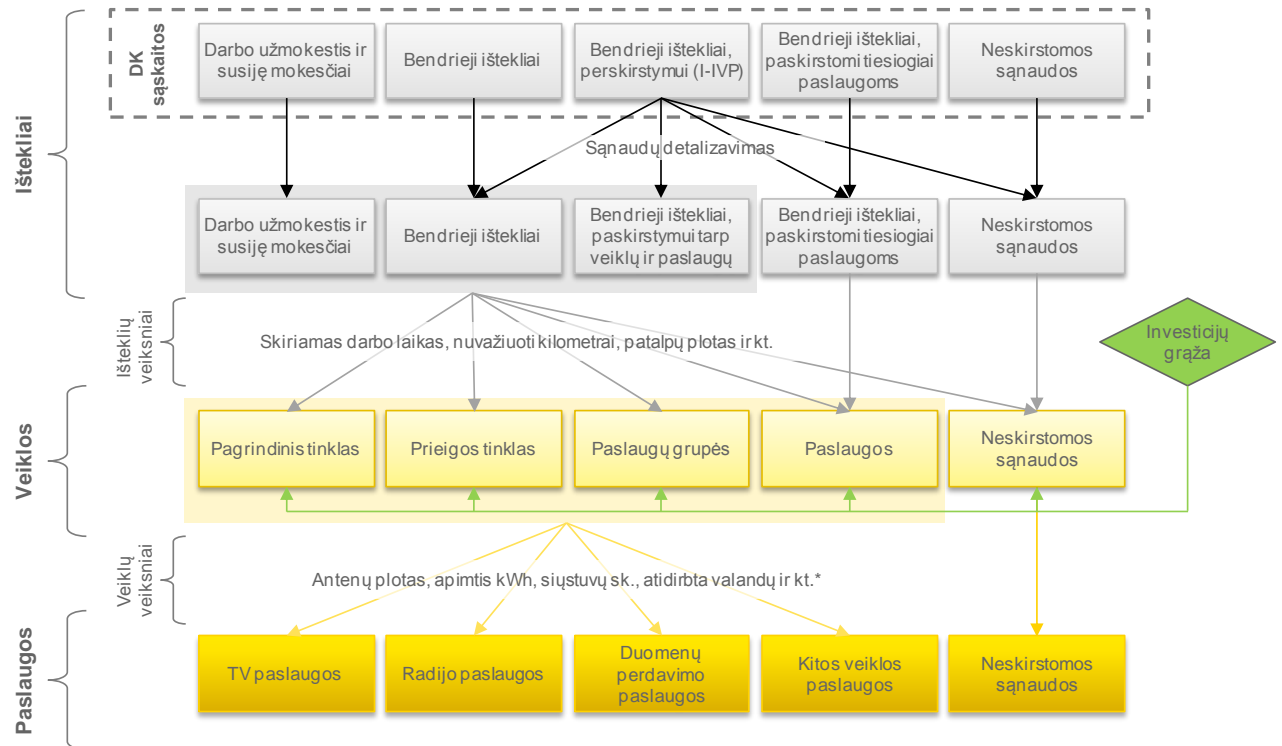 Ištekliai
DK
sąskaitos
Darbo užmokestis ir
susiję mokesčiai
Bendrieji ištekliai
Bendrieji ištekliai,
perskirstymui (I-IVP)
Bendrieji ištekliai,
paskirstomi tiesiogiai
paslaugoms
Neskirstomos
sąnaudos
Sąnaudų detalizavimas
Darbo užmokestis ir
susiję mokesčiai
Bendrieji ištekliai
Bendrieji ištekliai,
paskirstymui tarp
veiklų ir paslaugų
Bendrieji ištekliai,
paskirstomi tiesiogiai
paslaugoms
Neskirstomos
sąnaudos
Išteklių
veiksniai
Skiriamas darbo laikas, nuvažiuoti kilometrai, patalpų plotas ir kt.
Investicijų
grąža
Veiklos
Pagrindinis tinklas
Prieigos tinklas
Paslaugų grupės
Paslaugos
Neskirstomos
sąnaudos
Veiklų
veiksniai
Antenų plotas, apimtis kWh, siųstuvų sk., atidirbta valandų ir kt.*
Paslaugos
TV paslaugos
Radijo paslaugos
Duomenų
perdavimo
paslaugos
Kitos veiklos
paslaugos
Neskirstomos
sąnaudos